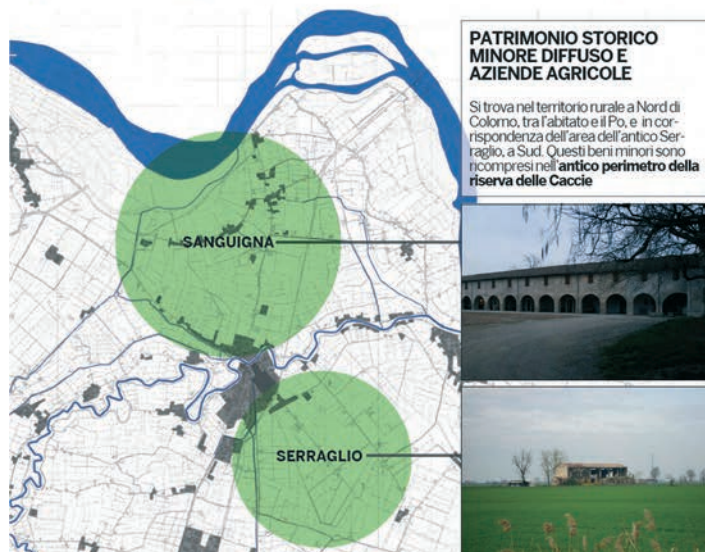 PATRIMONIO STORICO
MINORE DIFFUSO E
AZIENDE AGRICOLE
Si trova nel territorio rurale a Nord di
Colorno, tra l'abitato e il Po, e in cor-
rispondenza dell'area dell'antico Ser-
raglio, a Sud. Questi beni minori sono
ricompresi nell'antico perimetro della
riserva delle Caccie
SANGUIGNA
SERRAGLIO